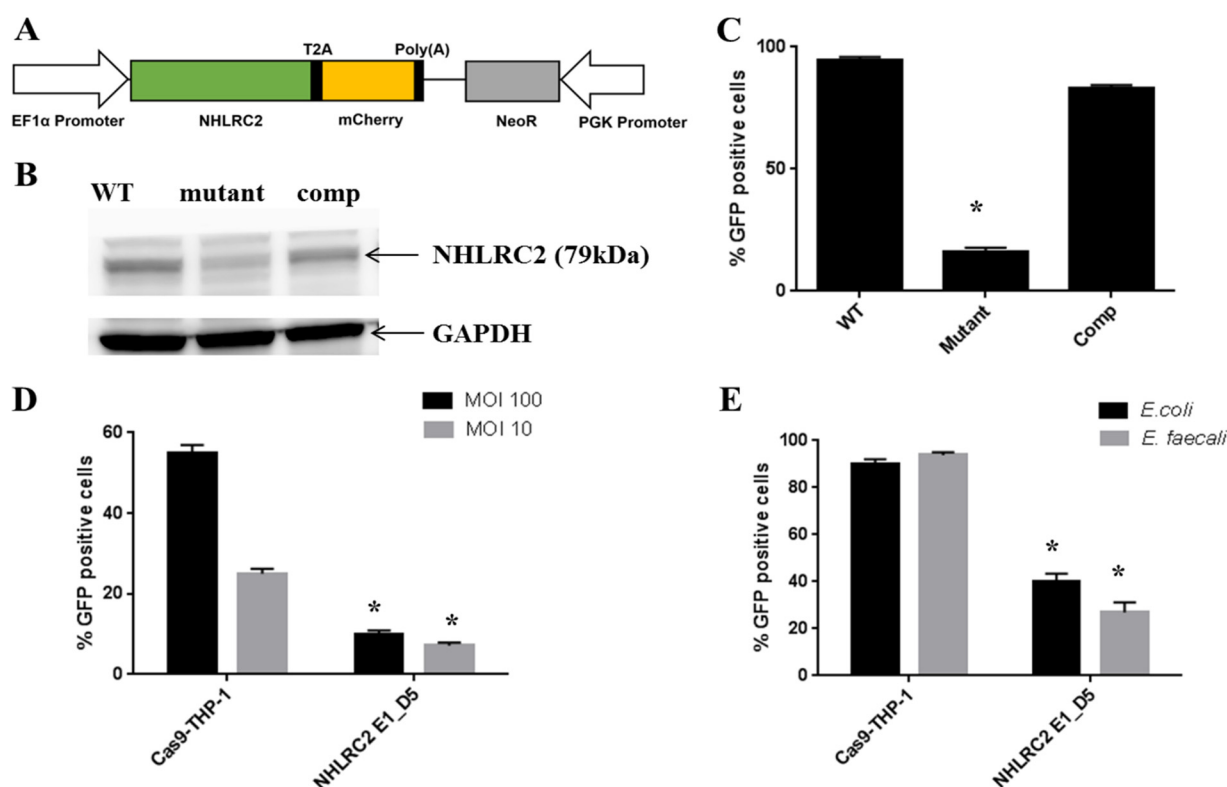 A
T2A
Poly(A)
EF1α Promoter
NHLRC2
mCherry
NeoR
PGK Promoter
B
WT mutant comp
NHLRC2 (79kDa)
GAPDH
C
% GFP positive cells
100
50
0
*
WT
Mutant
Comp
D
MOI 100
MOI 10
% GFP positive cells
60
40
20
0
*
*
Cas9-THP-1
NHLRC2 E1_D5
E
E.coli
E. faecali
% GFP positive cells
100
80
60
40
20
0
*
*
Cas9-THP-1
NHLRC2 E1_D5